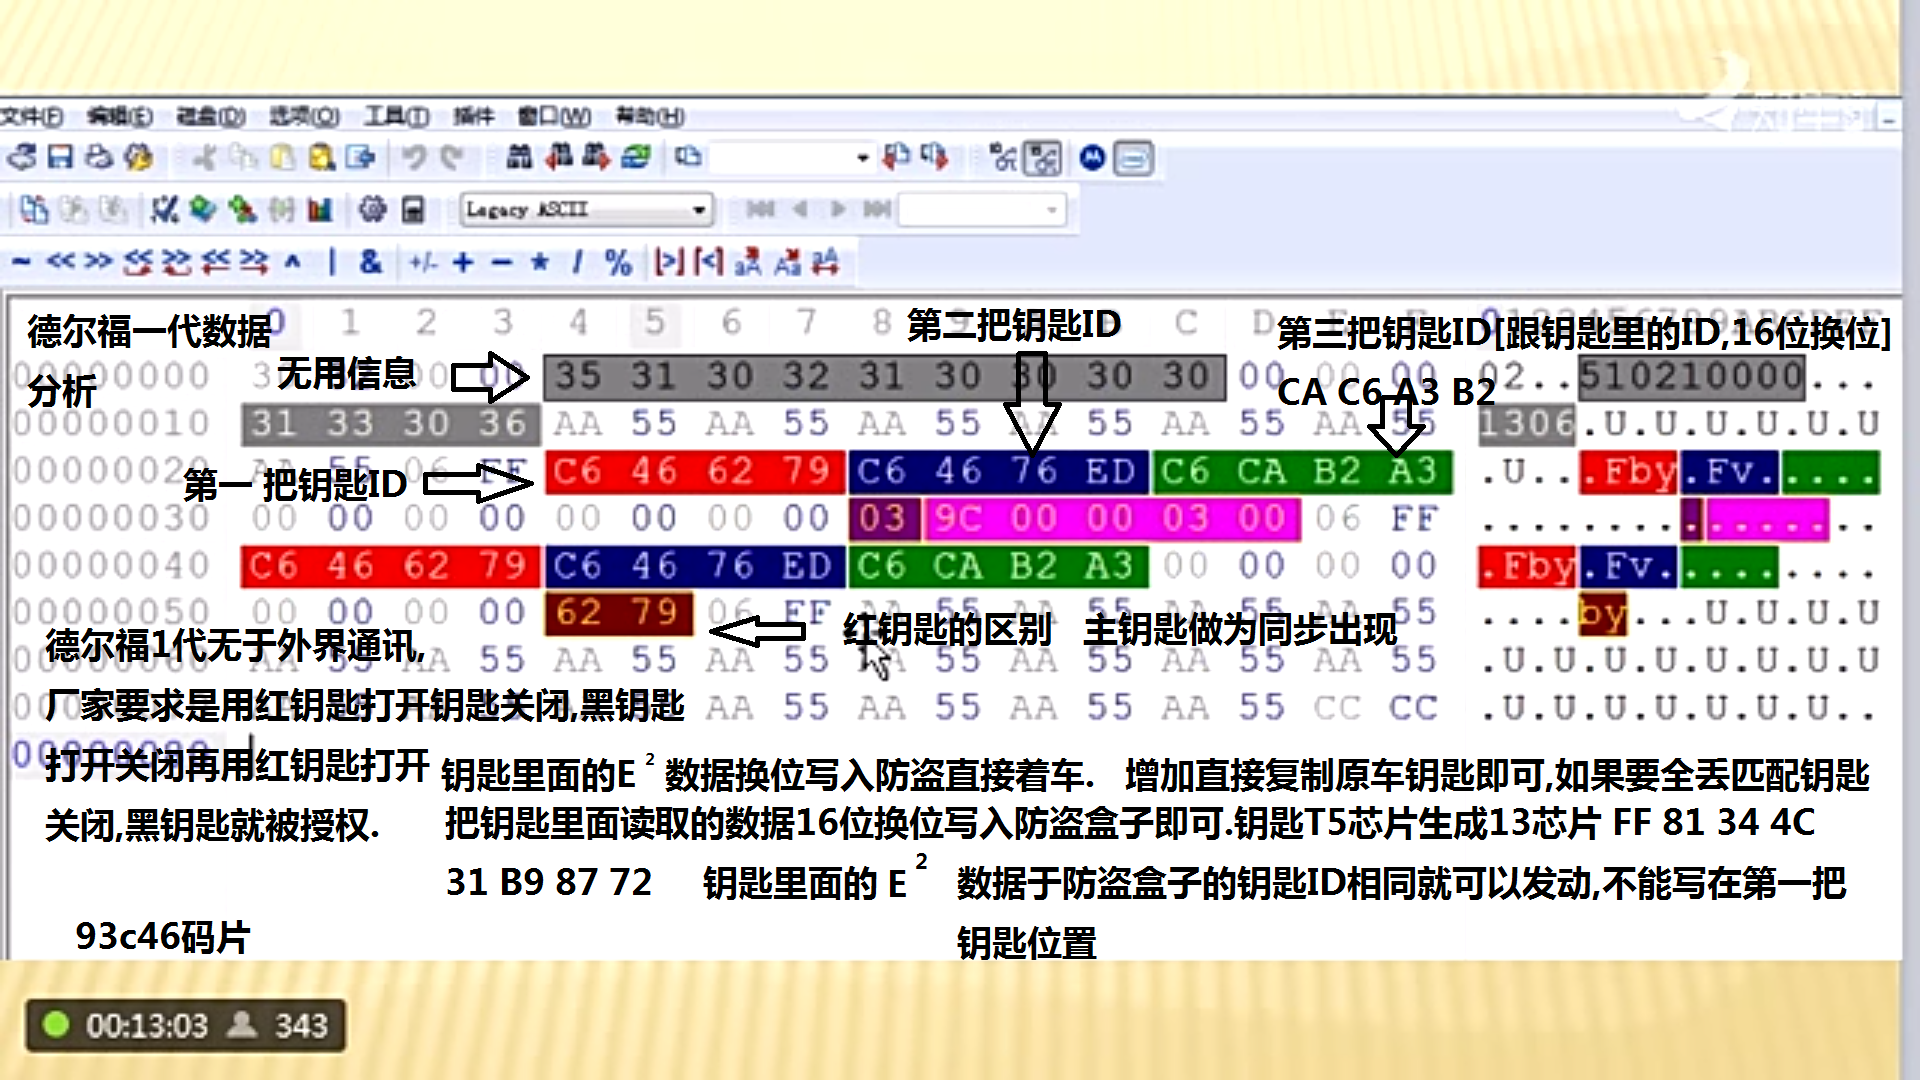 文件(F) 编辑(E) 磁盘(D) 选项(O) 工具(T) 插件 窗口(W) 帮助(H)
Legacy ASCII
德尔福一代数据 0 1 2 3 4 5 6 7 8 9 C D 第二把钥匙ID 第三把钥匙ID[跟钥匙里的ID,16位换位]
分析
无用信息
00000000 35 31 30 32 31 30 30 30 30 00 00 00 02..510210000...
CA C6 A3 B2
00000010 31 33 30 36 AA 55 AA 55 AA 55 AA 55 AA 55 AA 55 1306.U.U.U.U.U.U
00000020 AA 55 06 FF C6 46 62 79 C6 46 76 ED C6 CA B2 A3 .U...Fby.Fv.....
第一把钥匙ID
00000030 00 00 00 00 00 00 00 00 03 9C 00 00 03 00 06 FF ................
00000040 C6 46 62 79 C6 46 76 ED C6 CA B2 A3 00 00 00 00 .Fby.Fv.........
00000050 00 00 00 00 62 79 06 FF AA 55 AA 55 AA 55 AA 55 ....by...U.U.U.U
红钥匙的区别 主钥匙做为同步出现
德尔福1代无于外界通讯,
AA 55 AA 55 AA 55 AA 55 AA 55 AA 55 .U.U.U.U.U.U.U.U
厂家要求是用红钥匙打开钥匙关闭,黑钥匙
AA 55 AA 55 AA 55 AA 55 CC CC .U.U.U.U.U.U.U..
打开关闭再用红钥匙打开
关闭,黑钥匙就被授权.
钥匙里面的E² 数据换位写入防盗直接着车. 增加直接复制原车钥匙即可,如果要全丢匹配钥匙
把钥匙里面读取的数据16位换位写入防盗盒子即可.钥匙T5芯片生成13芯片 FF 81 34 4C
31 B9 87 72 钥匙里面的 E² 数据于防盗盒子的钥匙ID相同就可以发动,不能写在第一把
钥匙位置
93c46码片
00:13:03 343